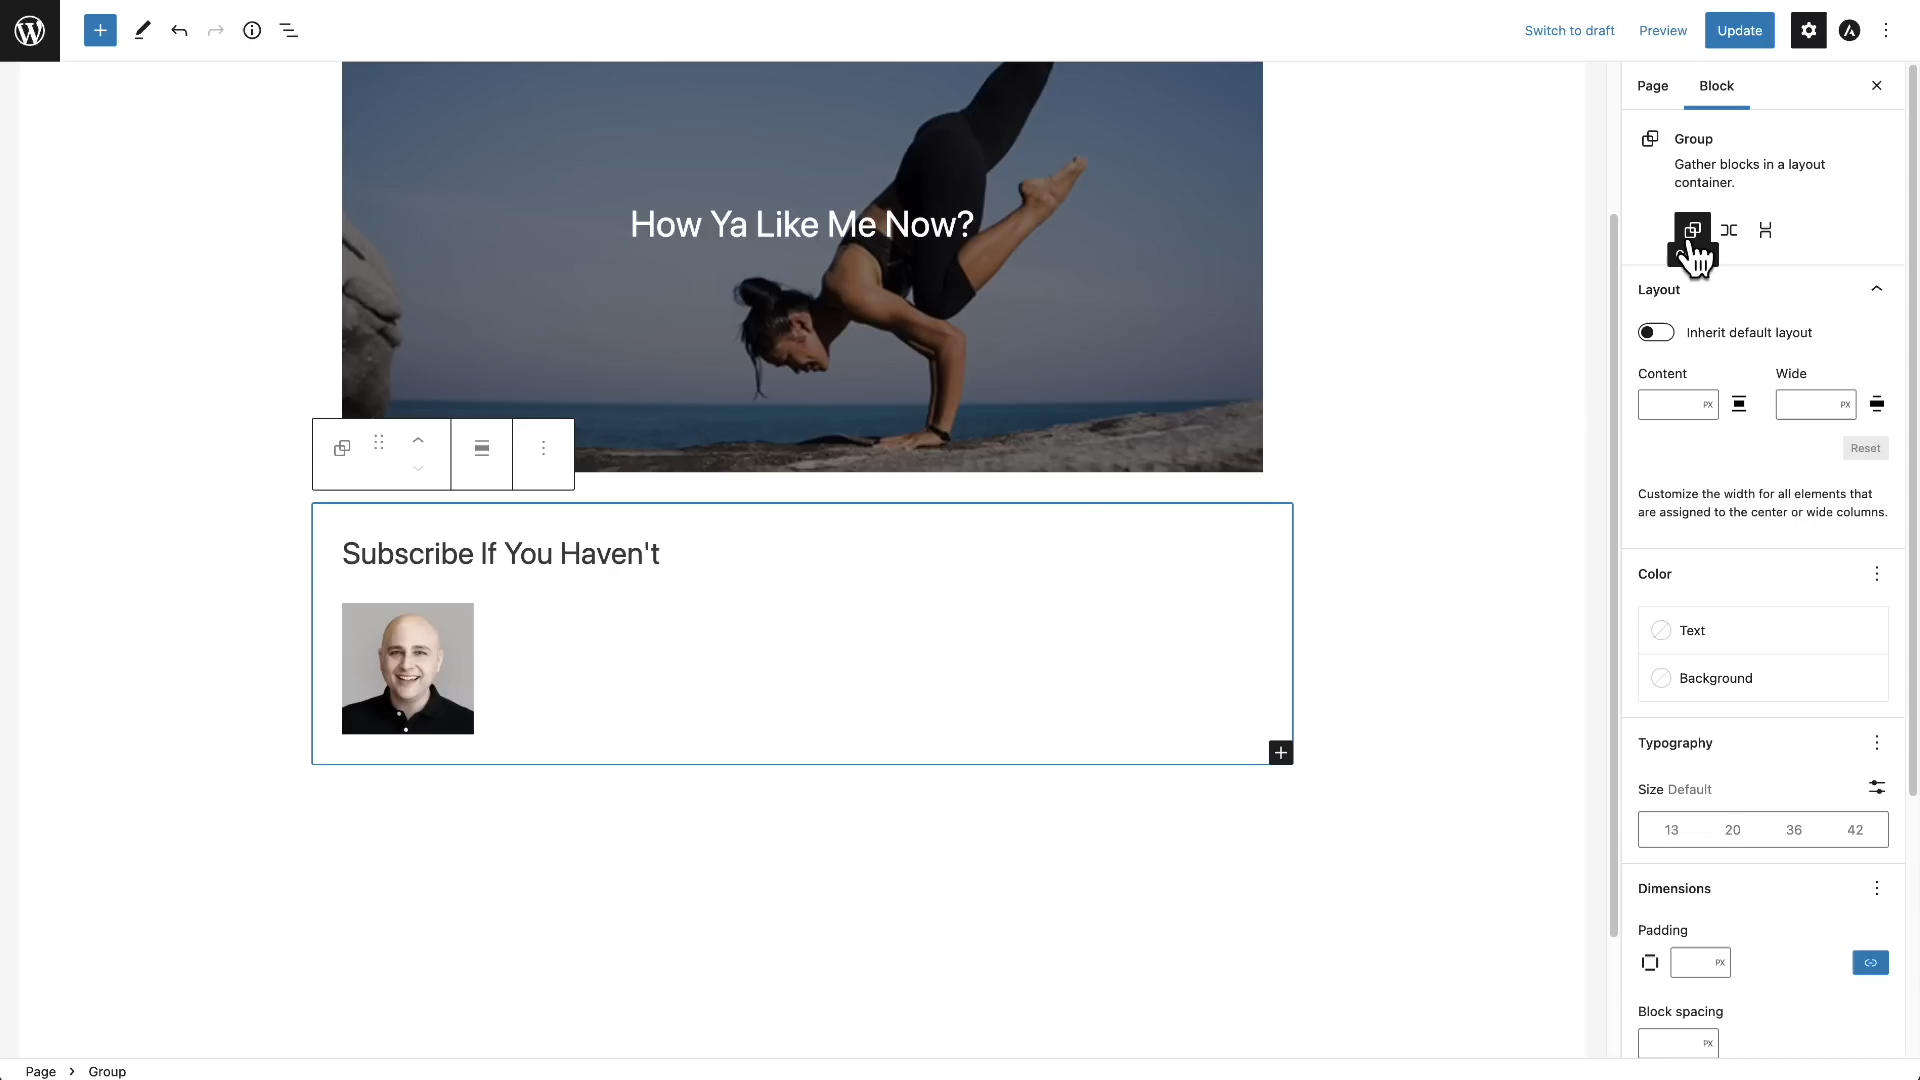 Switch to draft
Preview
Update
Page
Block
Group
Gather blocks in a layout
container.
How Ya Like Me Now?
Layout
Inherit default layout
Content
Wide
PX
PX
Reset
Customize the width for all elements that
are assigned to the center or wide columns.
Subscribe If You Haven't
Color
Text
Background
Typography
Size Default
13 20 36 42
Dimensions
Padding
PX
Block spacing
PX
Page > Group